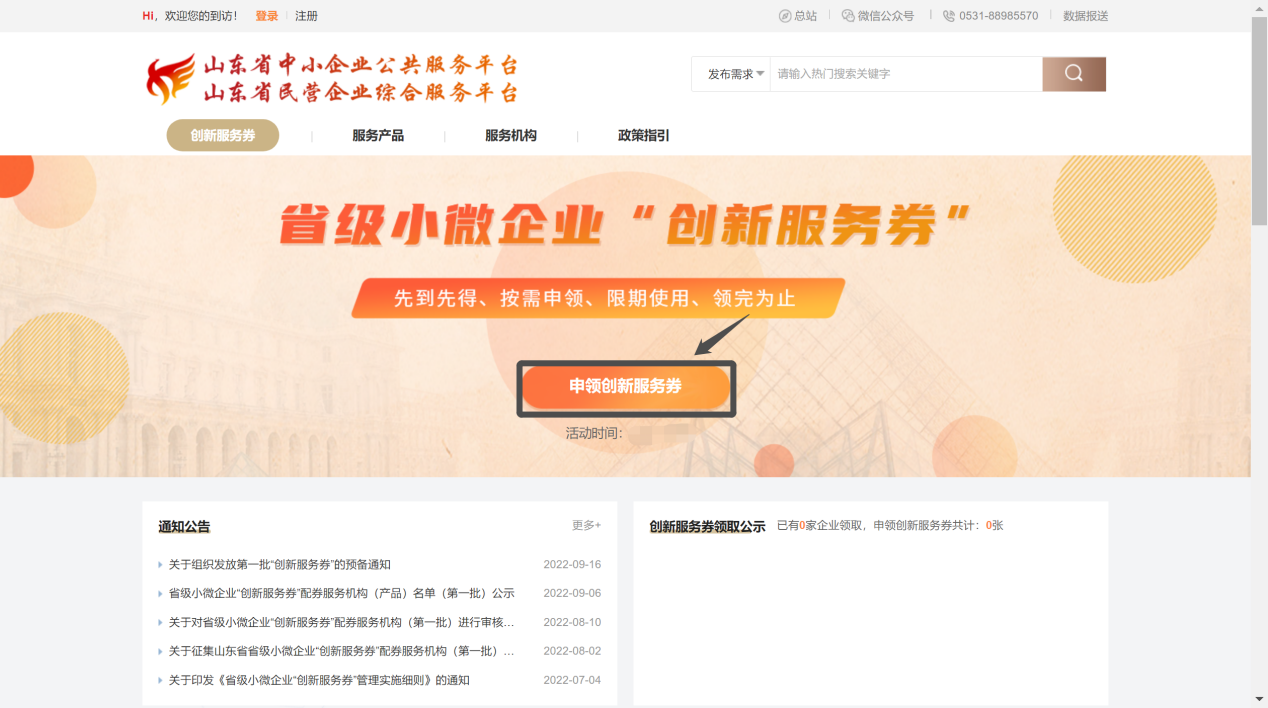 Hi，欢迎您的到访！ 登录 注册 总站 微信公众号 0531-88985570 数据报送
山东省中小企业公共服务平台
山东省民营企业综合服务平台
发布需求 请输入热门搜索关键字
创新服务券 服务产品 服务机构 政策指引
省级小微企业“创新服务券”
先到先得、按需申领、限期使用、领完为止
申领创新服务券
活动时间：
通知公告 更多+
关于组织发放第一批“创新服务券”的预备通知 2022-09-16
省级小微企业“创新服务券”配券服务机构（产品）名单（第一批）公示 2022-09-06
关于对省级小微企业“创新服务券”配券服务机构（第一批）进行审核... 2022-08-10
关于征集山东省省级小微企业“创新服务券”配券服务机构（第一批）... 2022-08-02
关于印发《省级小微企业“创新服务券”管理实施细则》的通知 2022-07-04
创新服务券领取公示 已有0家企业领取，申领创新服务券共计：0张